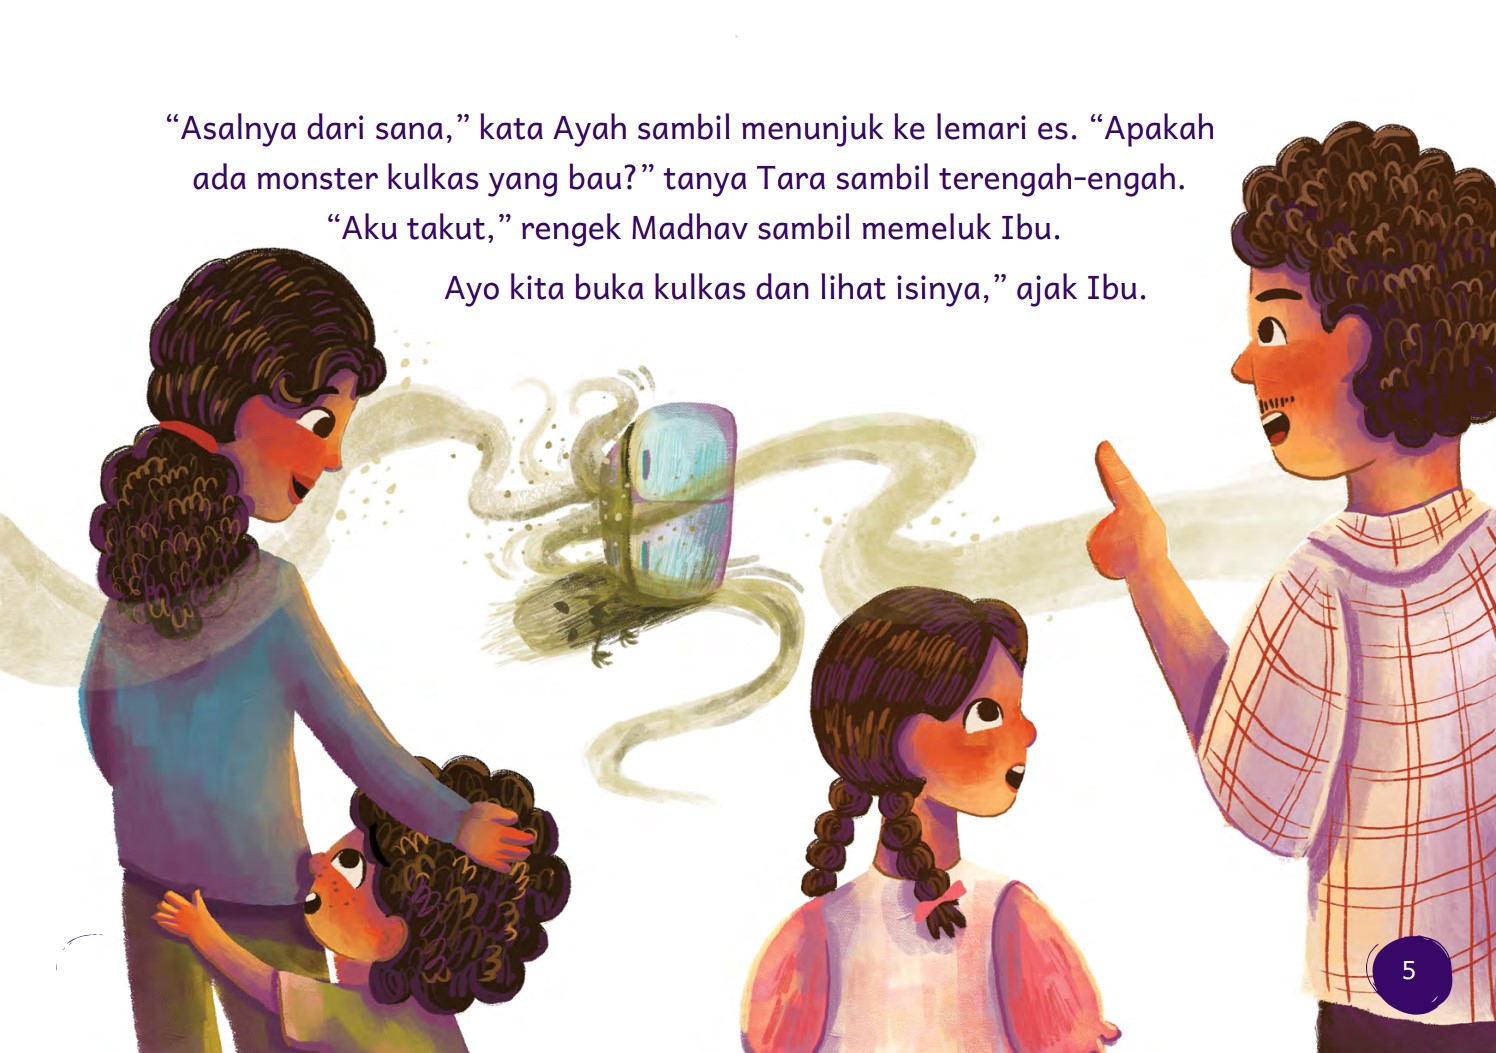 “Asalnya dari sana,” kata Ayah sambil menunjuk ke lemari es. “Apakah
ada monster kulkas yang bau?” tanya Tara sambil terengah-engah.
“Aku takut,” rengek Madhav sambil memeluk Ibu.
Ayo kita buka kulkas dan lihat isinya,” ajak Ibu.
5